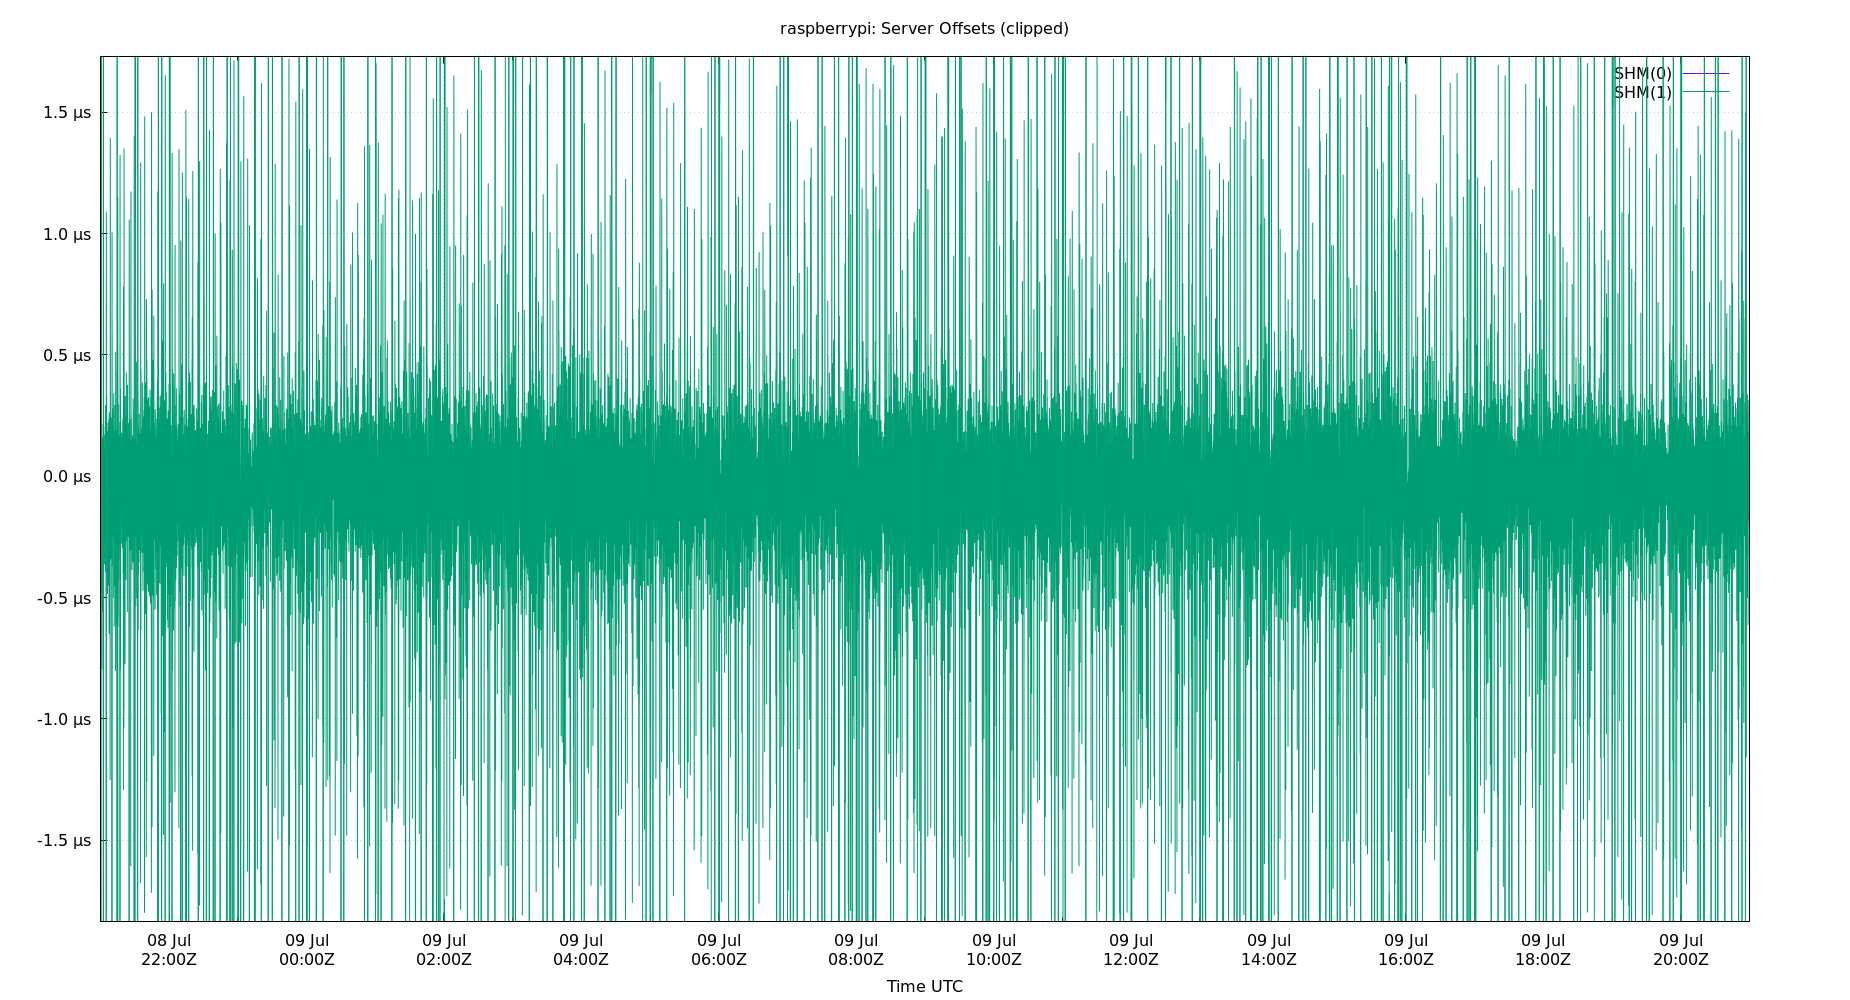 raspberrypi: Server Offsets (clipped)
SHM(0)
SHM(1)
1.5 µs
1.0 µs
0.5 µs
0.0 µs
-0.5 µs
-1.0 µs
-1.5 µs
08 Jul 09 Jul 09 Jul 09 Jul 09 Jul 09 Jul 09 Jul 09 Jul 09 Jul 09 Jul 09 Jul 09 Jul
22:00Z 00:00Z 02:00Z 04:00Z 06:00Z 08:00Z 10:00Z 12:00Z 14:00Z 16:00Z 18:00Z 20:00Z
Time UTC